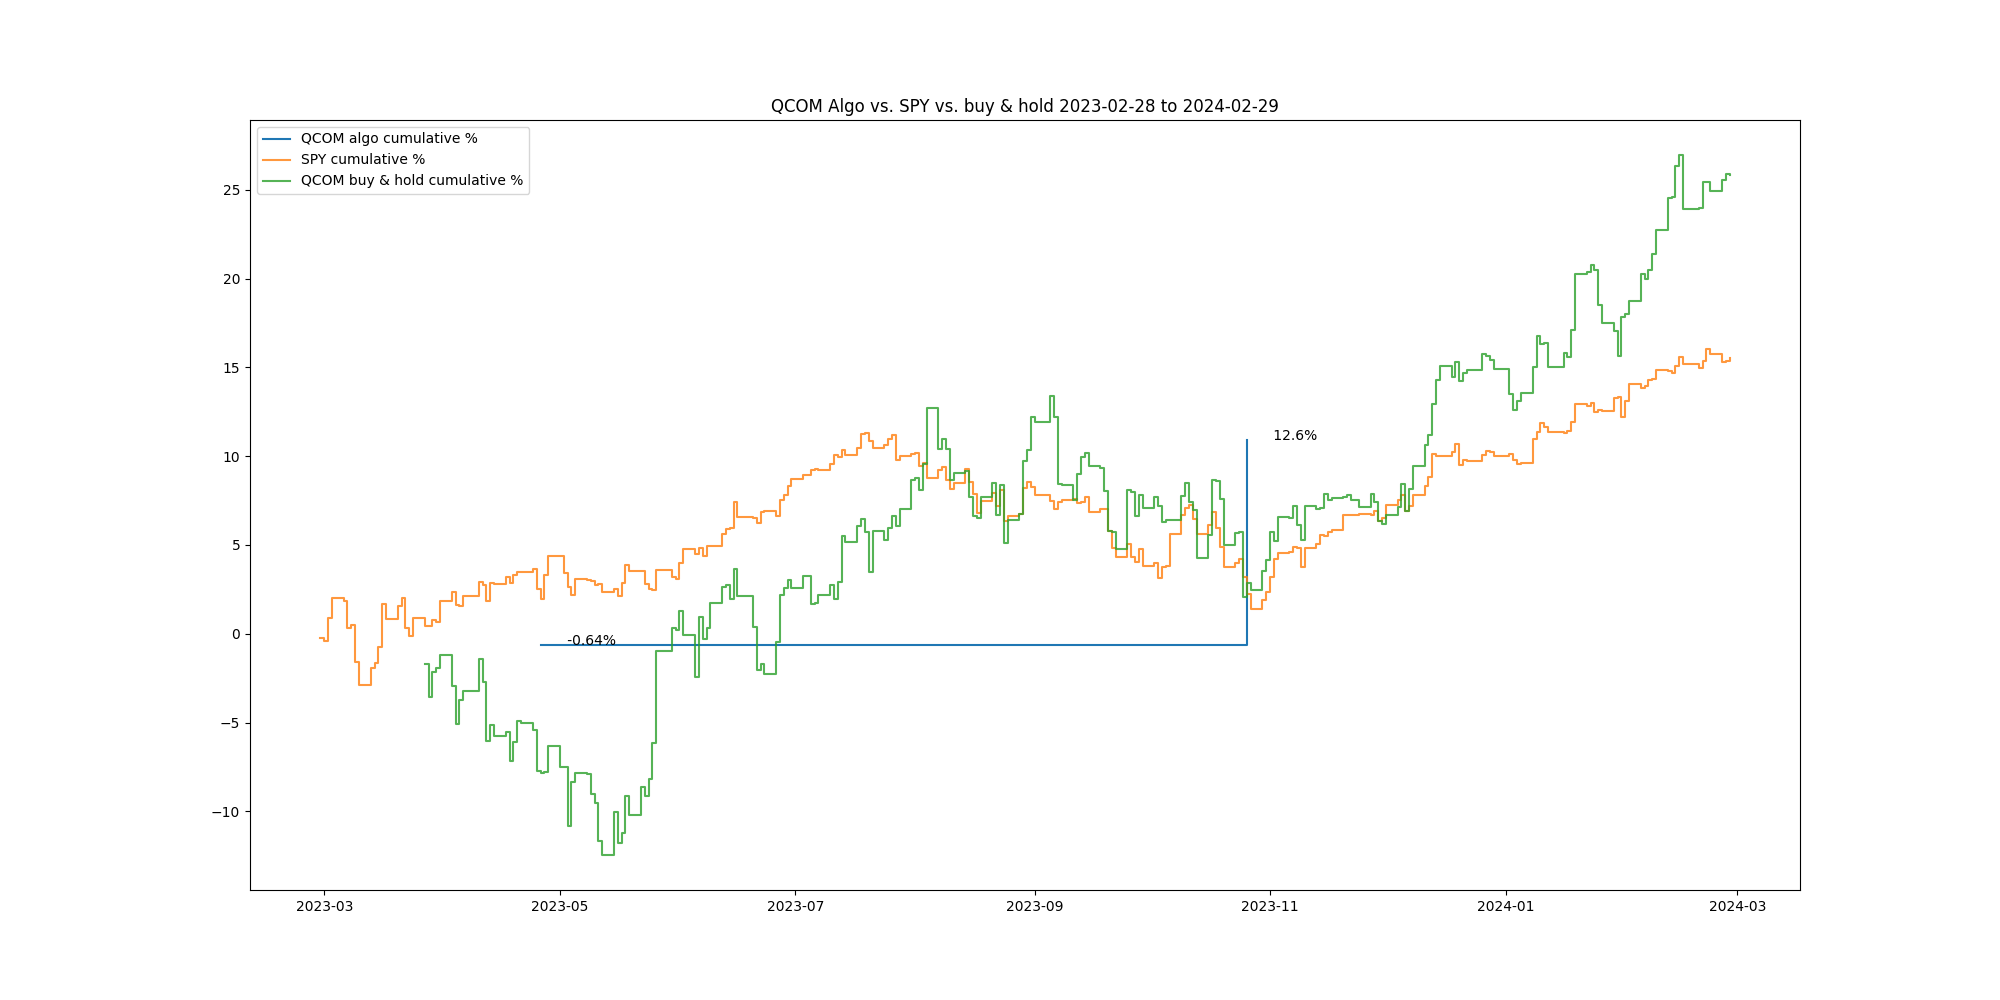 QCOM Algo vs. SPY vs. buy & hold 2023-02-28 to 2024-02-29
QCOM algo cumulative %
SPY cumulative %
QCOM buy & hold cumulative %
25
20
15
10
5
0
−5
−10
12.6%
-0.64%
2023-03 2023-05 2023-07 2023-09 2023-11 2024-01 2024-03